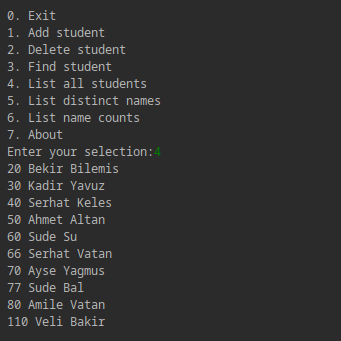 0. Exit
1. Add student
2. Delete student
3. Find student
4. List all students
5. List distinct names
6. List name counts
7. About
Enter your selection:4
20 Bekir Bilemis
30 Kadir Yavuz
40 Serhat Keles
50 Ahmet Altan
60 Sude Su
66 Serhat Vatan
70 Ayse Yagmus
77 Sude Bal
80 Amile Vatan
110 Veli Bakir